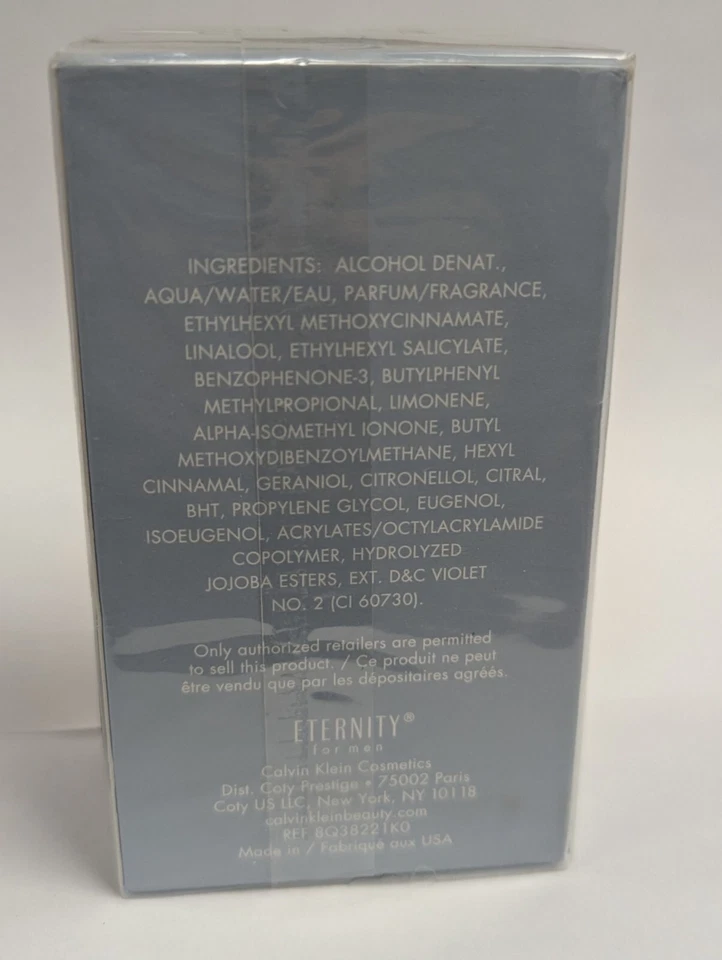 INGREDIENTS: ALCOHOL DENAT.,
AQUA/WATER/EAU, PARFUM/FRAGRANCE,
ETHYLHEXYL METHOXYCINNAMATE,
LINALOOL, ETHYLHEXYL SALICYLATE,
BENZOPHENONE-3, BUTYLPHENYL
METHYLPROPIONAL, LIMONENE,
ALPHA-ISOMETHYL IONONE, BUTYL
METHOXYDIBENZOYLMETHANE, HEXYL
CINNAMAL, GERANIOL, CITRONELLOL, CITRAL,
BHT, PROPYLENE GLYCOL, EUGENOL,
ISOEUGENOL, ACRYLATES/OCTYLACRYLAMIDE
COPOLYMER, HYDROLYZED
JOJOBA ESTERS, EXT. D&C VIOLET
NO. 2 (CI 60730).
Only authorized retailers are permitted
to sell this product. / Ce produit ne peut
être vendu que par les dépositaires agréés.
ETERNITY®
for men
Calvin Klein Cosmetics
Dist. Coty Prestige • 75002 Paris
Coty US LLC, New York, NY 10118
calvinkleinbeauty.com
REF 8Q38221K0
Made in / Fabriqué aux USA